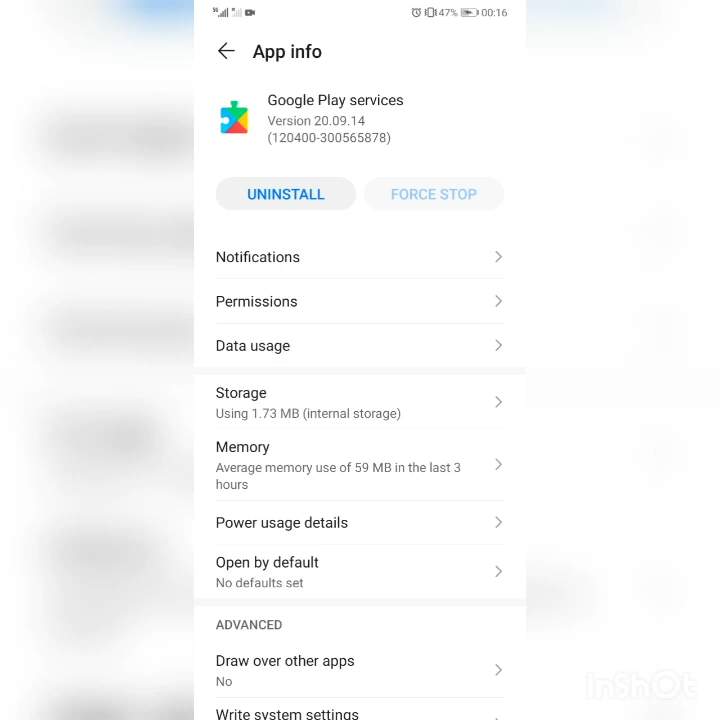 47% 00:16
App info
Google Play services
Version 20.09.14
(120400-300565878)
UNINSTALL FORCE STOP
Notifications
Permissions
Data usage
Storage
Using 1.73 MB (internal storage)
Memory
Average memory use of 59 MB in the last 3
hours
Power usage details
Open by default
No defaults set
ADVANCED
Draw over other apps
No
Write system settings
InShOt